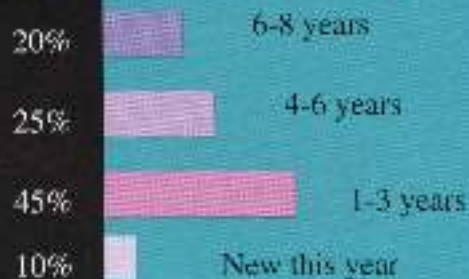 20% 6-8 years
25% 4-6 years
45% 1-3 years
10% New this year